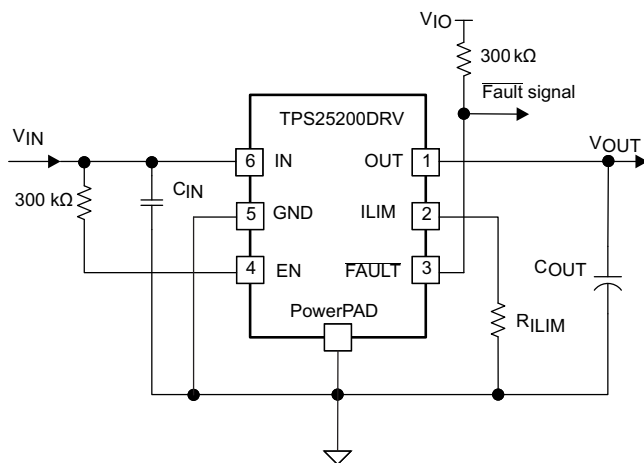 VIO
300 kΩ
Fault signal
TPS25200DRV
VIN
VOUT
6 IN
OUT 1
CIN
300 kΩ
5 GND
ILIM 2
4 EN
FAULT 3
COUT
PowerPAD
RILIM